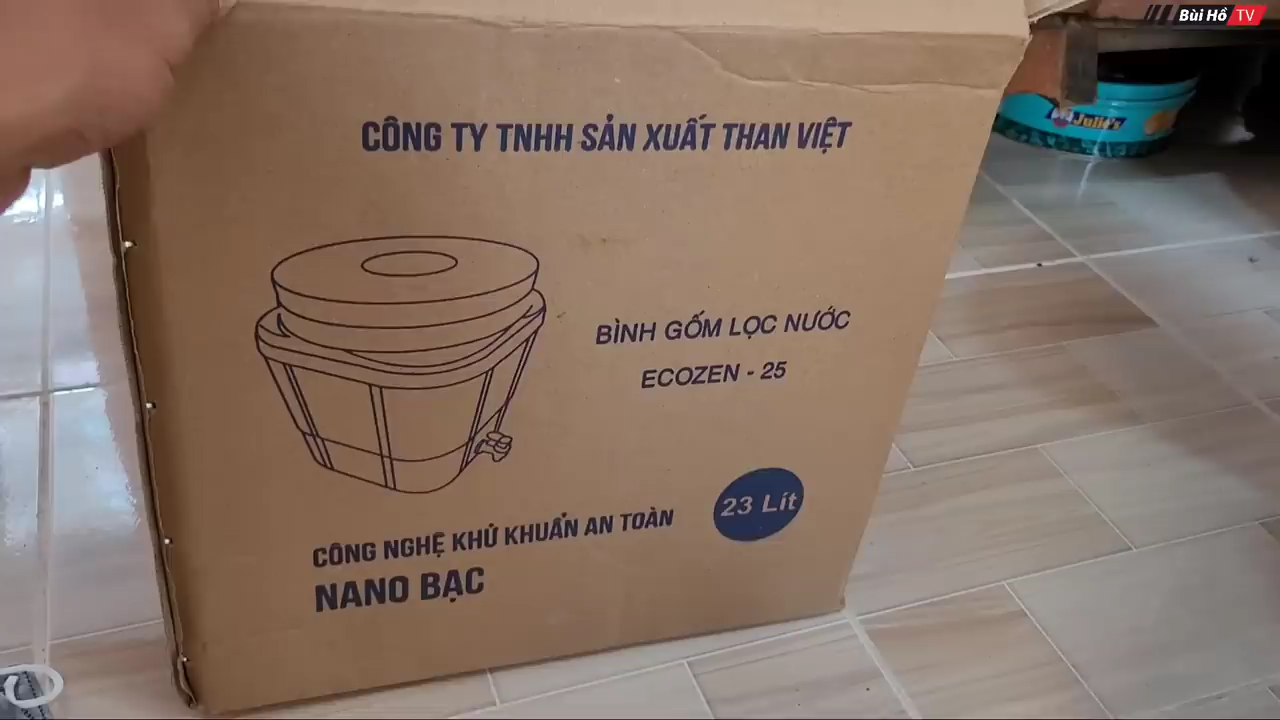 Bùi Hồ TV
Julie's
CÔNG TY TNHH SẢN XUẤT THAN VIỆT
BÌNH GỐM LỌC NƯỚC
ECOZEN - 25
23 Lít
CÔNG NGHỆ KHỬ KHUẨN AN TOÀN
NANO BẠC